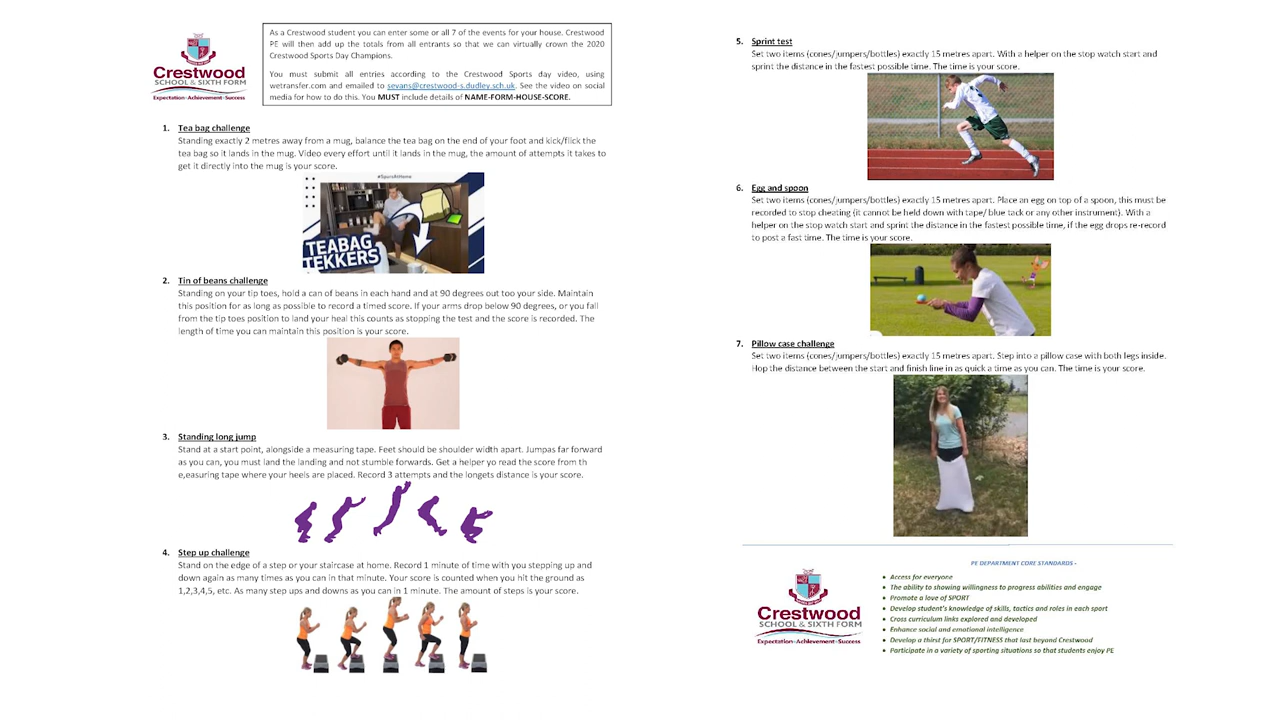 Crestwood
SCHOOL & SIXTH FORM
Expectation•Achievement•Success
As a Crestwood student you can enter some or all 7 of the events for your house. Crestwood
PE will then add up the totals from all entrants so that we can virtually crown the 2020
Crestwood Sports Day Champions.
You must submit all entries according to the Crestwood Sports day video, using
wetransfer.com and emailed to sevans@crestwood-s.dudley.sch.uk. See the video on social
media for how to do this. You MUST include details of NAME-FORM-HOUSE-SCORE.
1. Tea bag challenge
Standing exactly 2 metres away from a mug, balance the tea bag on the end of your foot and kick/flick the
tea bag so it lands in the mug. Video every effort until it lands in the mug, the amount of attempts it takes to
get it directly into the mug is your score.
#SpursAtHome
TEABAG
TEKKERS
2. Tin of beans challenge
Standing on your tip toes, hold a can of beans in each hand and at 90 degrees out too your side. Maintain
this position for as long as possible to record a timed score. If your arms drop below 90 degrees, or you fall
from the tip toes position to land your heal this counts as stopping the test and the score is recorded. The
length of time you can maintain this position is your score.
3. Standing long jump
Stand at a start point, alongside a measuring tape. Feet should be shoulder width apart. Jumpas far forward
as you can, you must land the landing and not stumble forwards. Get a helper yo read the score from th
e,easuring tape where your heels are placed. Record 3 attempts and the longets distance is your score.
4. Step up challenge
Stand on the edge of a step or your staircase at home. Record 1 minute of time with you stepping up and
down again as many times as you can in that minute. Your score is counted when you hit the ground as
1,2,3,4,5, etc. As many step ups and downs as you can in 1 minute. The amount of steps is your score.
5. Sprint test
Set two items (cones/jumpers/bottles) exactly 15 metres apart. With a helper on the stop watch start and
sprint the distance in the fastest possible time. The time is your score.
6. Egg and spoon
Set two items (cones/jumpers/bottles) exactly 15 metres apart. Place an egg on top of a spoon, this must be
recorded to stop cheating (it cannot be held down with tape/ blue tack or any other instrument). With a
helper on the stop watch start and sprint the distance in the fastest possible time, if the egg drops re-record
to post a fast time. The time is your score.
7. Pillow case challenge
Set two items (cones/jumpers/bottles) exactly 15 metres apart. Step into a pillow case with both legs inside.
Hop the distance between the start and finish line in as quick a time as you can. The time is your score.
Crestwood
SCHOOL & SIXTH FORM
Expectation•Achievement•Success
PE DEPARTMENT CORE STANDARDS -
• Access for everyone
• The ability to showing willingness to progress abilities and engage
• Promote a love of SPORT
• Develop student's knowledge of skills, tactics and roles in each sport
• Cross curriculum links explored and developed
• Enhance social and emotional intelligence
• Develop a thirst for SPORT/FITNESS that last beyond Crestwood
• Participate in a variety of sporting situations so that students enjoy PE